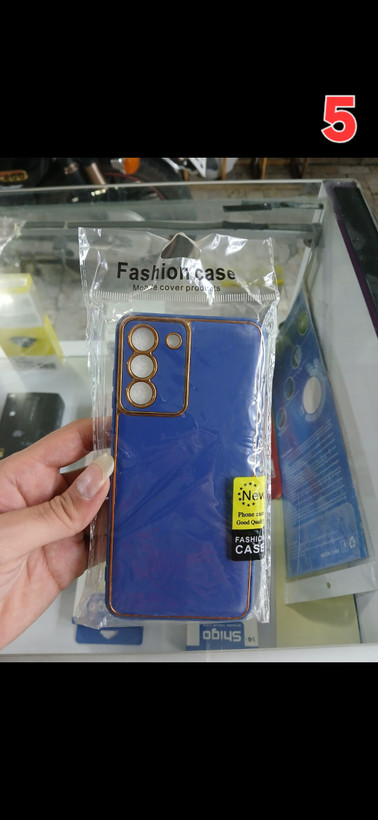 5
Fashion case
Mobile cover products
New
Phone case
Good Quality
FASHION
CASE
Shigo